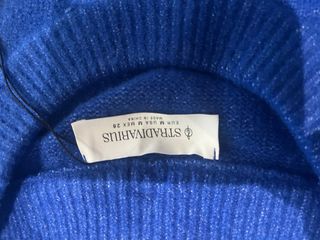 STRADIVARIUS
EUR M USA M MEX 28
MADE IN CHINA